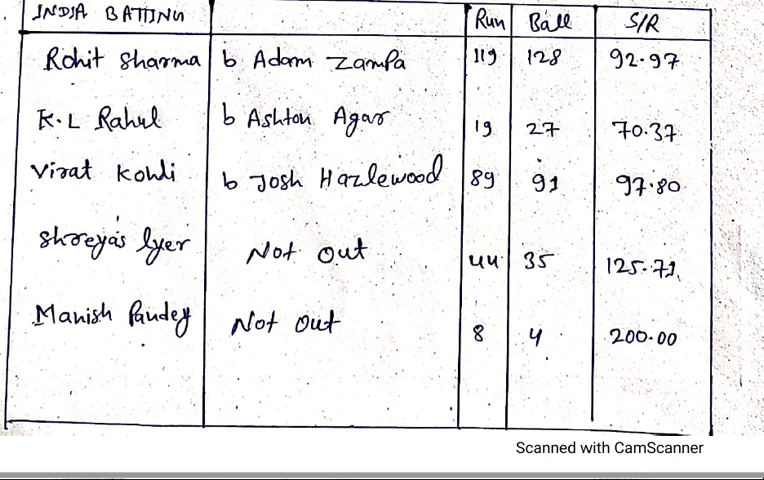 INDIA BATTING Run Ball S/R
Rohit Sharma b Adam Zampa 119 128 92.97
K.L Rahul b Ashton Agar 19 27 70.37
Virat Kohli b Josh Hazlewood 89 91 97.80
Shreyas Iyer Not Out 44 35 125.71
Manish Pandey Not Out 8 4 200.00
Scanned with CamScanner